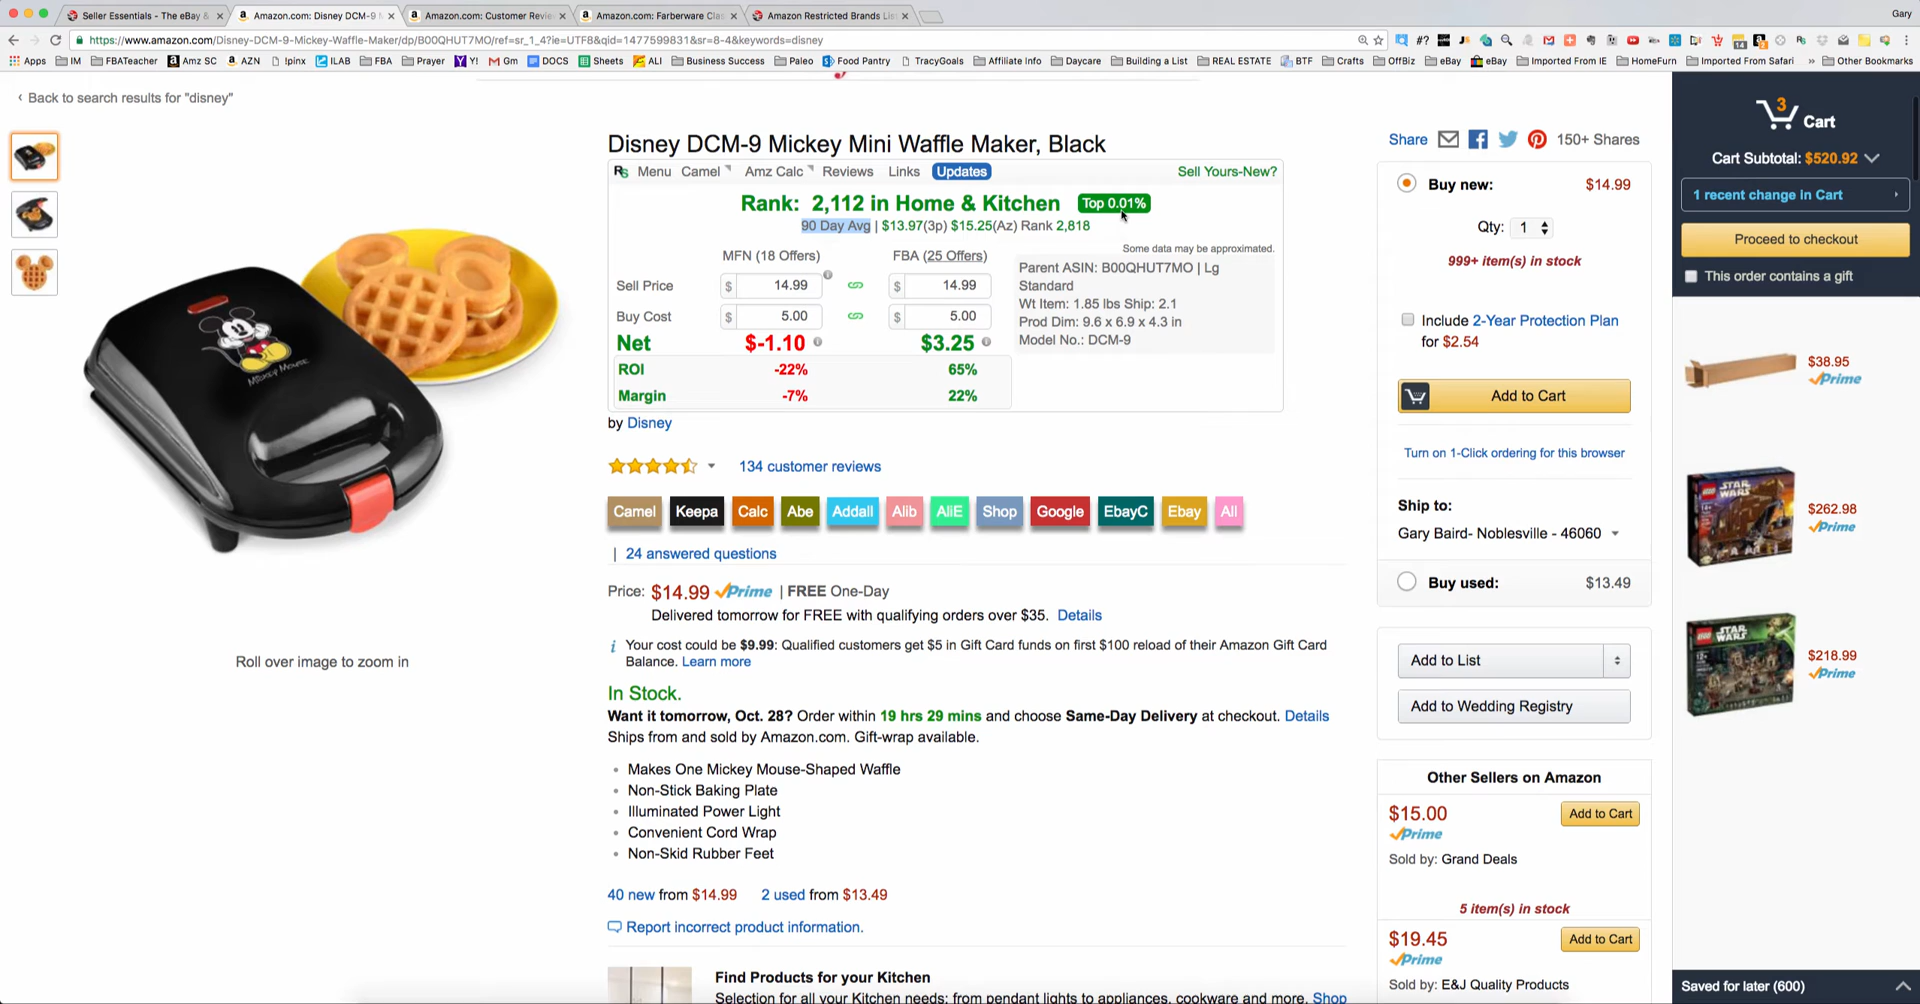 Seller Essentials - The eBay &
Amazon.com: Disney DCM-9 M
Amazon.com: Customer Revie
Amazon.com: Farberware Cla
Amazon Restricted Brands Lis
Gary
https://www.amazon.com/Disney-DCM-9-Mickey-Waffle-Maker/dp/B00QHUT7MO/ref=sr_1_4?ie=UTF8&qid=1477599831&sr=8-4&keywords=disney
Apps IM FBATeacher Amz SC AZN !pinx ILAB FBA Prayer Y! Gm DOCS Sheets ALI Business Success Paleo Food Pantry TracyGoals Affiliate Info Daycare Building a List REAL ESTATE BTF Crafts OffBiz eBay eBay Imported From IE HomeFurn Imported From Safari » Other Bookmarks
‹ Back to search results for "disney"
Disney DCM-9 Mickey Mini Waffle Maker, Black
RS Menu Camel Amz Calc Reviews Links Updates Sell Yours-New?
Rank: 2,112 in Home & Kitchen Top 0.01%
90 Day Avg | $13.97(3p) $15.25(Az) Rank 2,818
Some data may be approximated.
MFN (18 Offers) FBA (25 Offers)
Sell Price $ 14.99 $ 14.99
Buy Cost $ 5.00 $ 5.00
Net $-1.10 $3.25
ROI -22% 65%
Margin -7% 22%
Parent ASIN: B00QHUT7MO | Lg
Standard
Wt Item: 1.85 lbs Ship: 2.1
Prod Dim: 9.6 x 6.9 x 4.3 in
Model No.: DCM-9
by Disney
134 customer reviews
Camel Keepa Calc Abe Addall Alib AliE Shop Google EbayC Ebay All
| 24 answered questions
Price: $14.99 Prime | FREE One-Day
Delivered tomorrow for FREE with qualifying orders over $35. Details
Your cost could be $9.99: Qualified customers get $5 in Gift Card funds on first $100 reload of their Amazon Gift Card
Balance. Learn more
In Stock.
Want it tomorrow, Oct. 28? Order within 19 hrs 29 mins and choose Same-Day Delivery at checkout. Details
Ships from and sold by Amazon.com. Gift-wrap available.
Makes One Mickey Mouse-Shaped Waffle
Non-Stick Baking Plate
Illuminated Power Light
Convenient Cord Wrap
Non-Skid Rubber Feet
40 new from $14.99 2 used from $13.49
Report incorrect product information.
Find Products for your Kitchen
Selection for all your Kitchen needs: from pendant lights to appliances, cookware and more. Shop
Mickey Mouse
Roll over image to zoom in
Share 150+ Shares
Buy new: $14.99
Qty: 1
999+ item(s) in stock
Include 2-Year Protection Plan
for $2.54
Add to Cart
Turn on 1-Click ordering for this browser
Ship to:
Gary Baird- Noblesville - 46060
Buy used: $13.49
Add to List
Add to Wedding Registry
Other Sellers on Amazon
$15.00 Add to Cart
Prime
Sold by: Grand Deals
5 item(s) in stock
$19.45 Add to Cart
Prime
Sold by: E&J Quality Products
3 Cart
Cart Subtotal: $520.92
1 recent change in Cart
Proceed to checkout
This order contains a gift
$38.95
Prime
STAR WARS
$262.98
Prime
STAR WARS
$218.99
Prime
Saved for later (600)